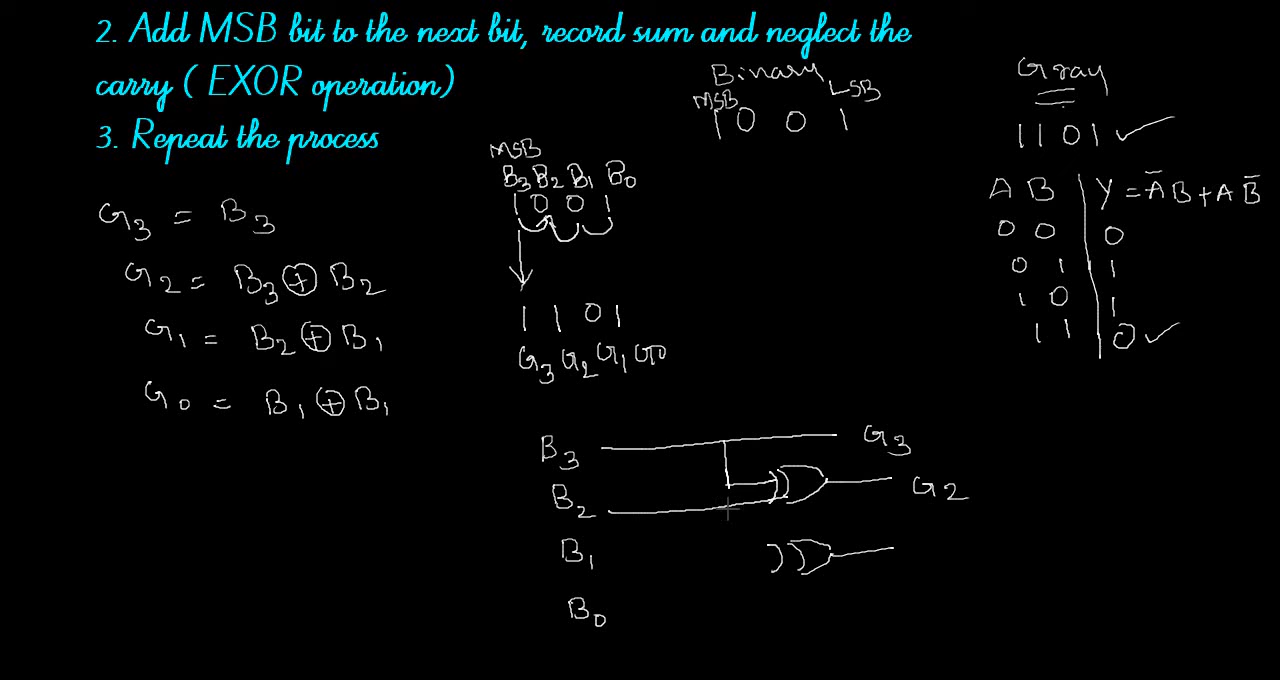 2. Add MSB bit to the next bit, record sum and neglect the
carry ( EXOR operation)
3. Repeat the process
Binary
MSB LSB
1 0 0 1
Gray
1 1 0 1 ✓
MSB
B3 B2 B1 B0
1 0 0 1
1 1 0 1
G3 G2 G1 G0
G3 = B3
G2 = B3 ⊕ B2
G1 = B2 ⊕ B1
G0 = B1 ⊕ B1
A B Y = A̅ B + A B̅
0 0 0
0 1 1
1 0 1
1 1 0 ✓
B3 G3
B2 G2
B1
B0